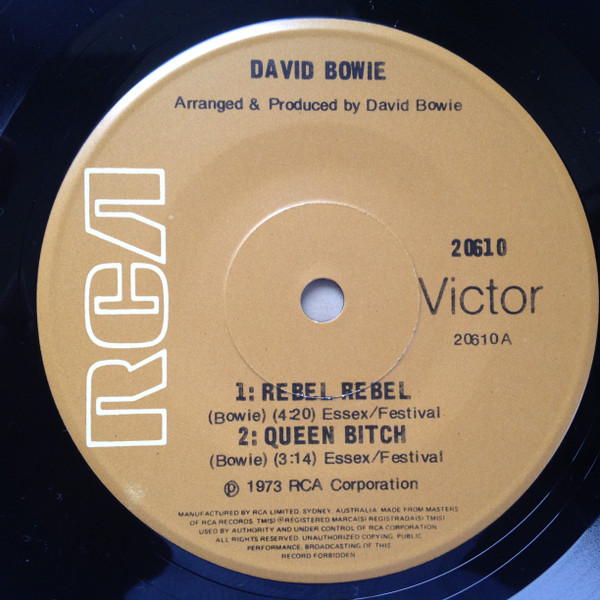 DAVID BOWIE
Arranged & Produced by David Bowie
RCA
20610
Victor
20610 A
1: REBEL REBEL
(Bowie) (4:20) Essex/Festival
2: QUEEN BITCH
(Bowie) (3:14) Essex/Festival
℗ 1973 RCA Corporation
MANUFACTURED BY RCA LIMITED, SYDNEY, AUSTRALIA. MADE FROM MASTERS
OF RCA RECORDS. TM(S) ® REGISTERED MARCA(S) REGISTRADA(S) TM(S)
USED BY AUTHORITY AND UNDER CONTROL OF RCA CORPORATION.
ALL RIGHTS RESERVED. UNAUTHORIZED COPYING, PUBLIC
PERFORMANCE, BROADCASTING OF THIS
RECORD FORBIDDEN